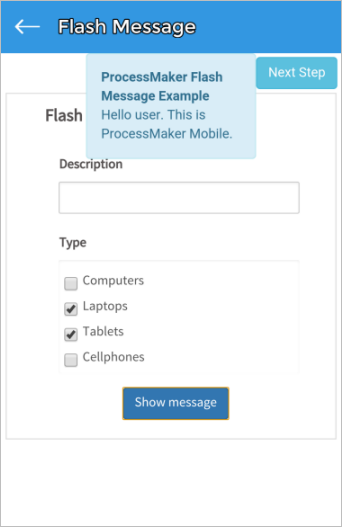 Flash Message
ProcessMaker Flash
Message Example
Hello user. This is
ProcessMaker Mobile.
Next Step
Flash
Description
Type
Computers
Laptops
Tablets
Cellphones
Show message